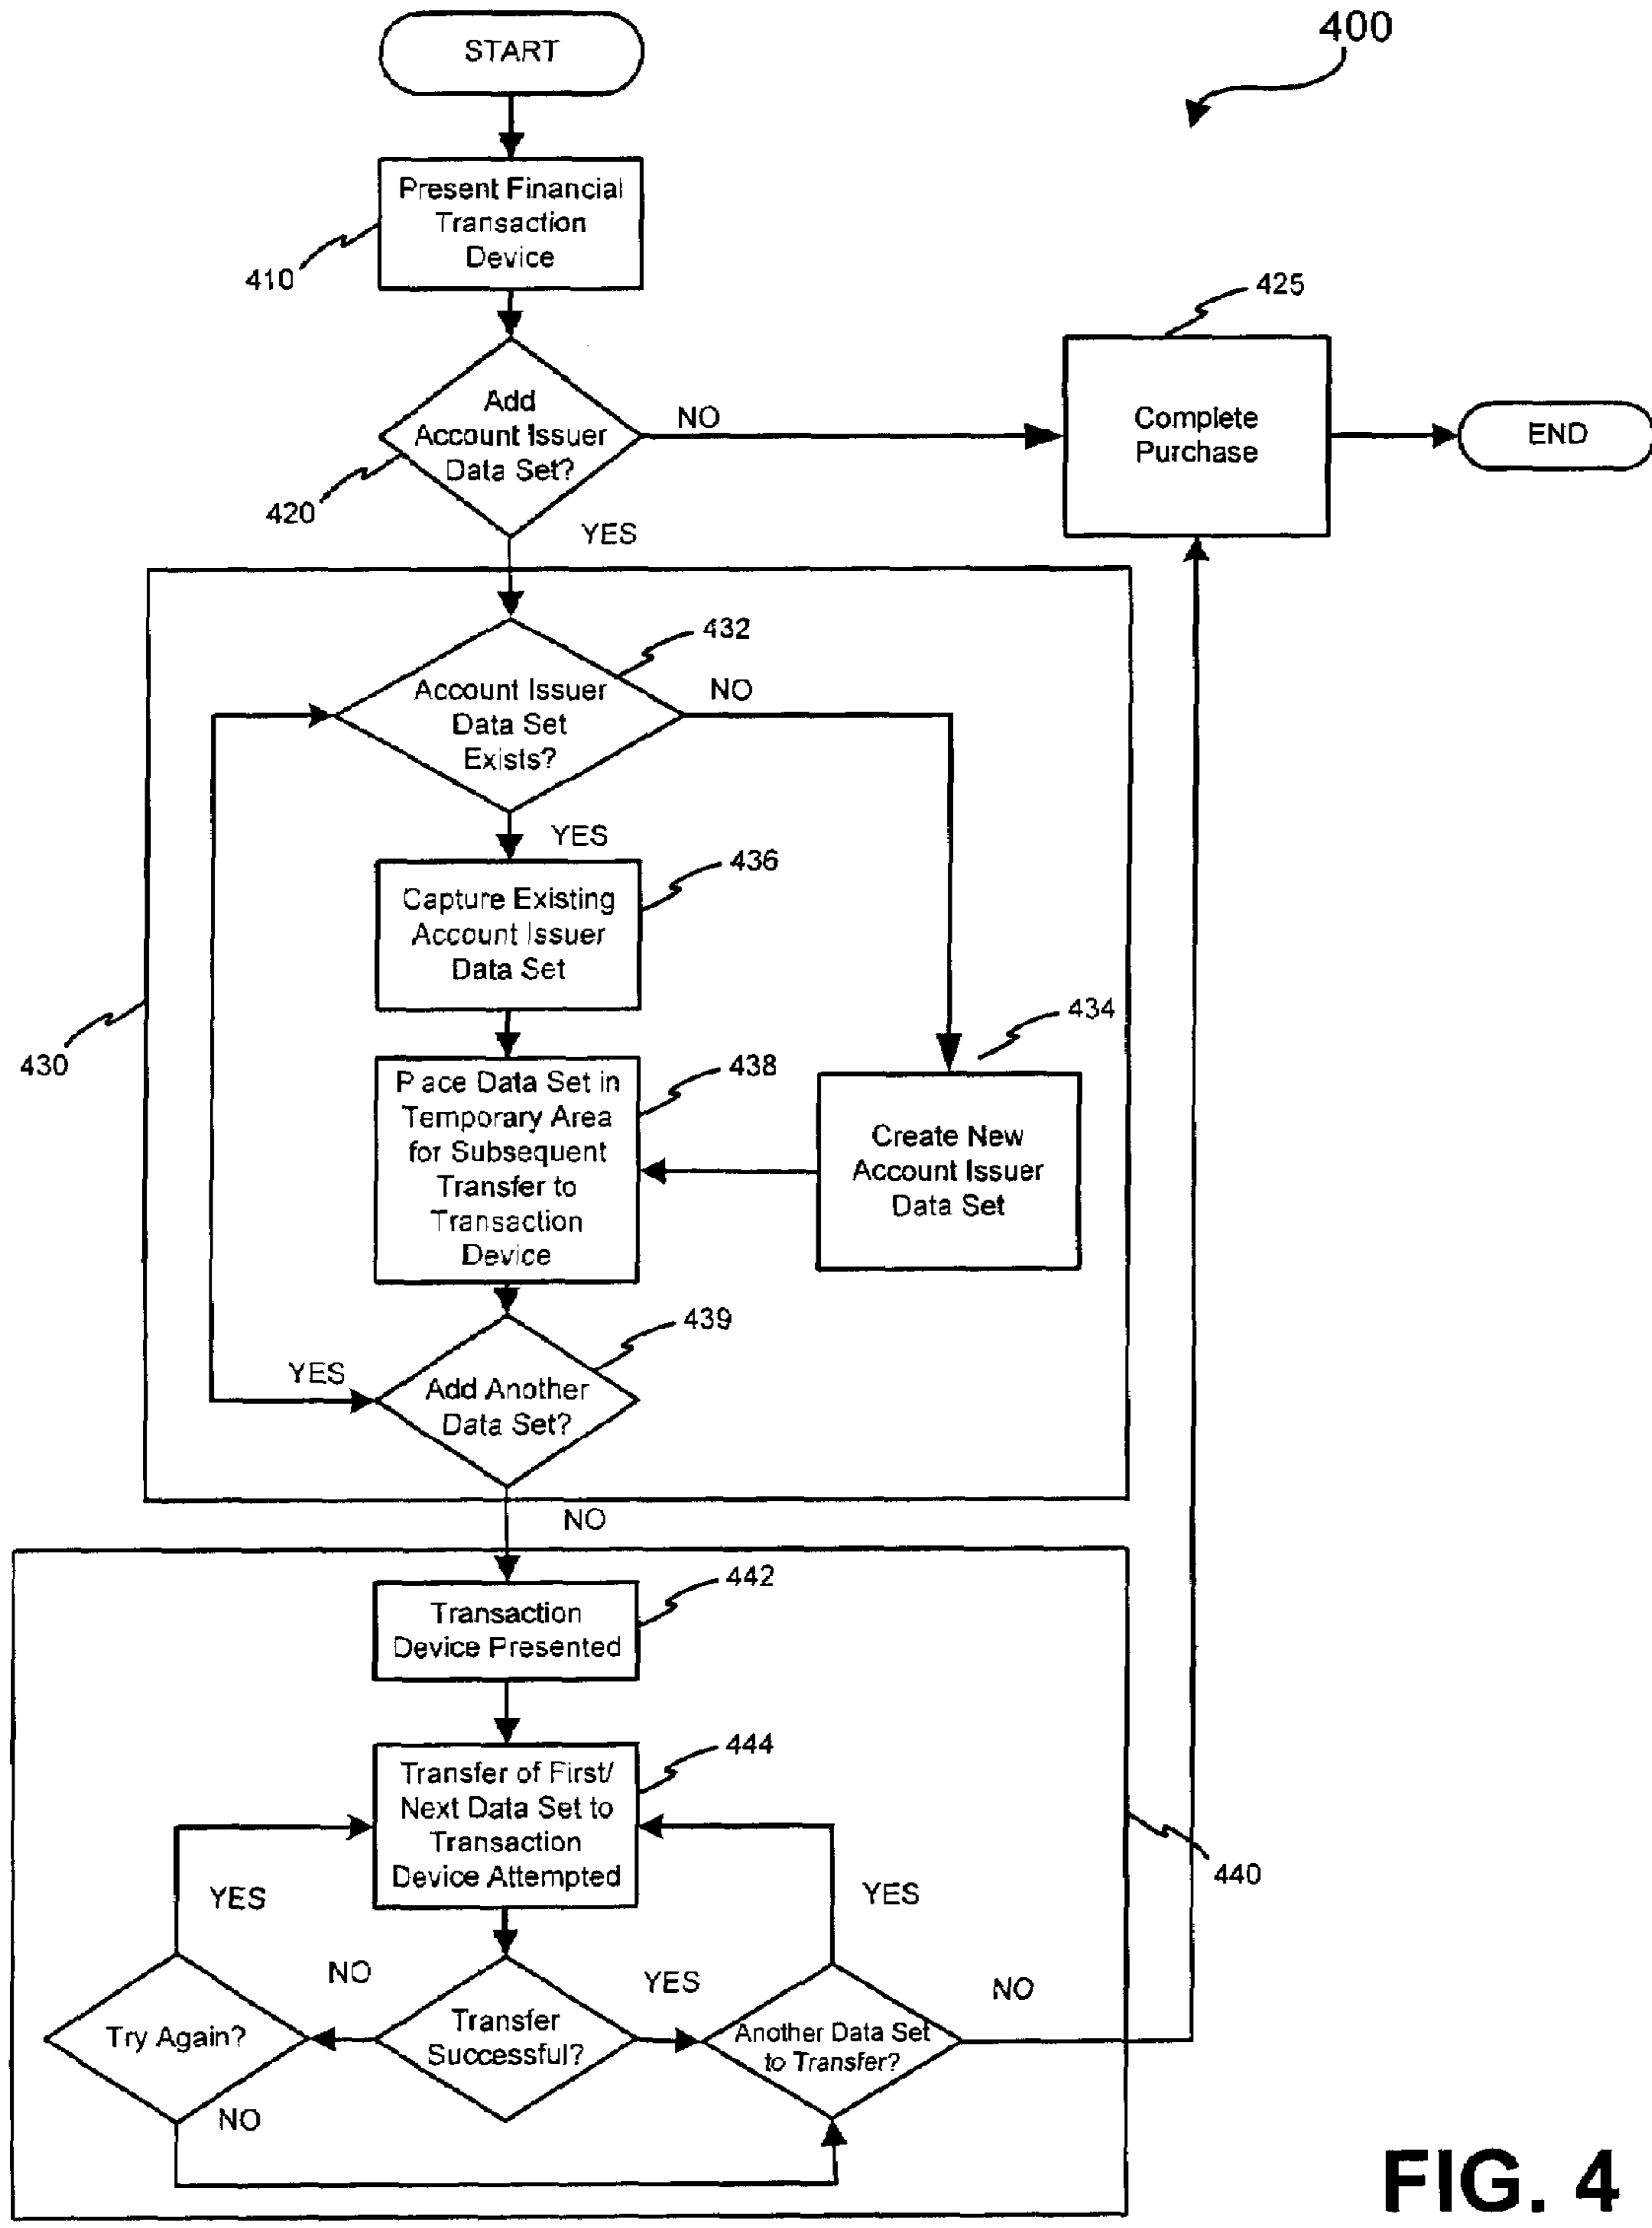 400
START
Present Financial
Transaction
Device
410
425
Add
Account Issuer
Data Set?
NO
Complete
Purchase
END
420
YES
432
Account Issuer
Data Set
Exists?
NO
YES
436
Capture Existing
Account Issuer
Data Set
430
434
438
P ace Data Set in
Temporary Area
for Subsequent
Transfer to
Transaction
Device
Create New
Account Issuer
Data Set
439
YES
Add Another
Data Set?
NO
442
Transaction
Device Presented
444
Transfer of First/
Next Data Set to
Transaction
Device Attempted
440
YES
YES
NO
YES
NO
Try Again?
Transfer
Successful?
Another Data Set
to Transfer?
NO
FIG. 4